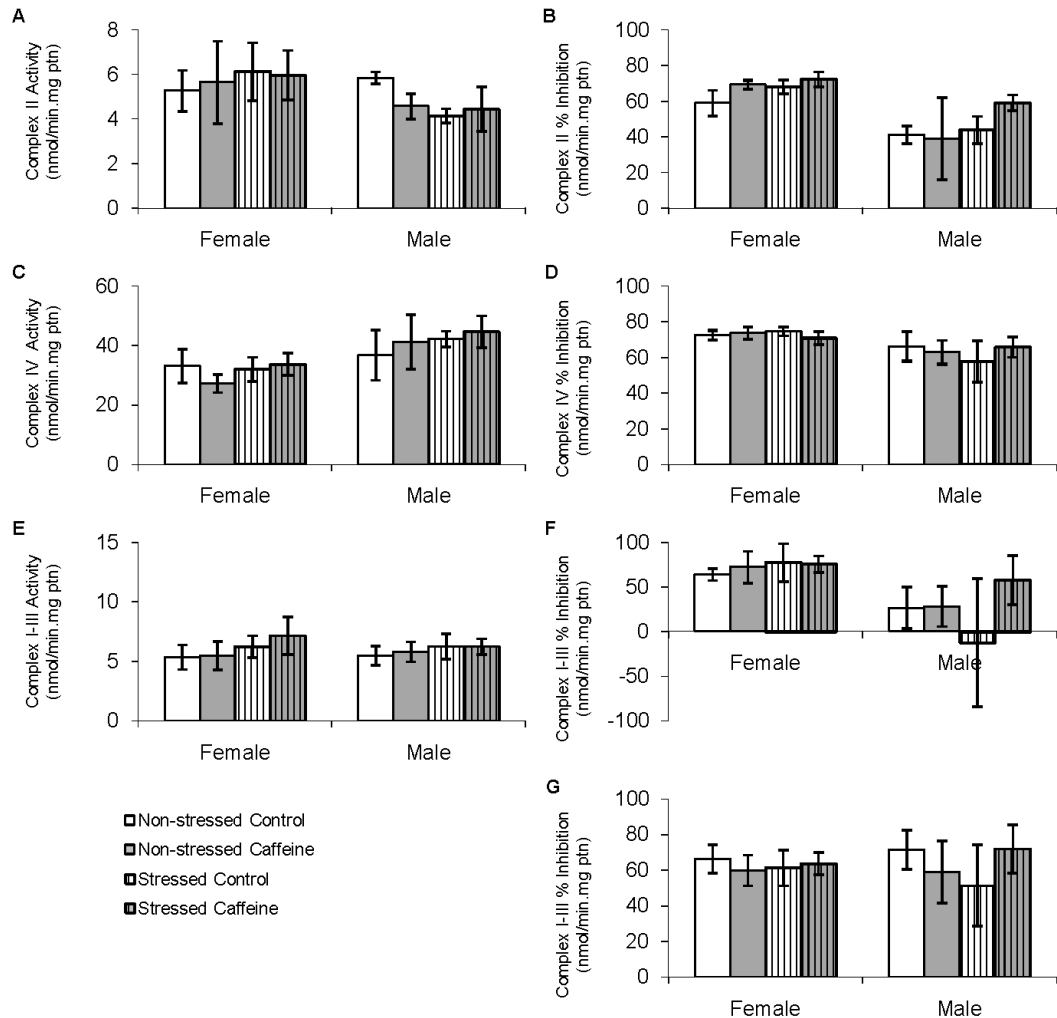 A
Complex II Activity
(nmol/min.mg ptn)
8
6
4
2
0
Female Male
B
Complex II % Inhibition
(nmol/min.mg ptn)
100
80
60
40
20
0
Female Male
C
Complex IV Activity
(nmol/min.mg ptn)
60
40
20
0
Female Male
D
Complex IV % Inhibition
(nmol/min.mg ptn)
100
80
60
40
20
0
Female Male
E
Complex I-III Activity
(nmol/min.mg ptn)
15
10
5
0
Female Male
F
Complex I-III % Inhibition
(nmol/min.mg ptn)
100
50
0
-50
-100
Female Male
Non-stressed Control
Non-stressed Caffeine
Stressed Control
Stressed Caffeine
G
Complex I-III % Inhibition
(nmol/min.mg ptn)
100
80
60
40
20
0
Female Male